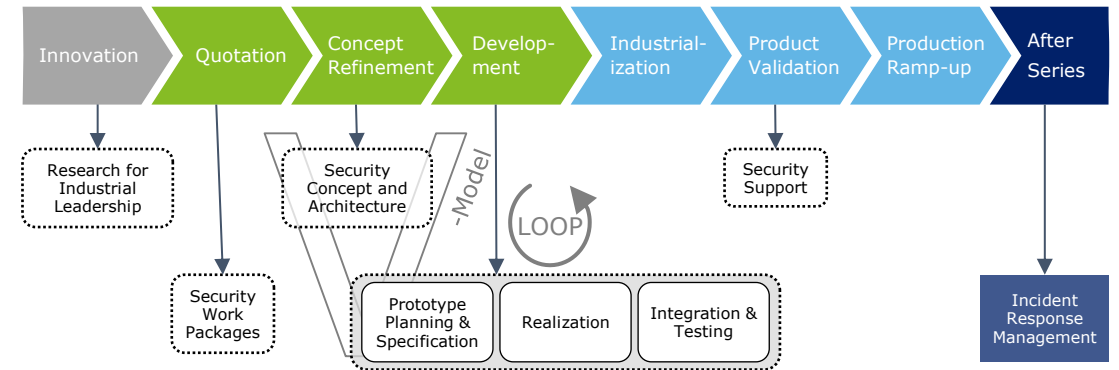 Innovation
Quotation
Concept
Refinement
Develop-
ment
Industrial-
ization
Product
Validation
Production
Ramp-up
After
Series
Research for
Industrial
Leadership
Security
Concept and
Architecture
-Model
LOOP
Security
Support
Security
Work
Packages
Prototype
Planning &
Specification
Realization
Integration &
Testing
Incident
Response
Management